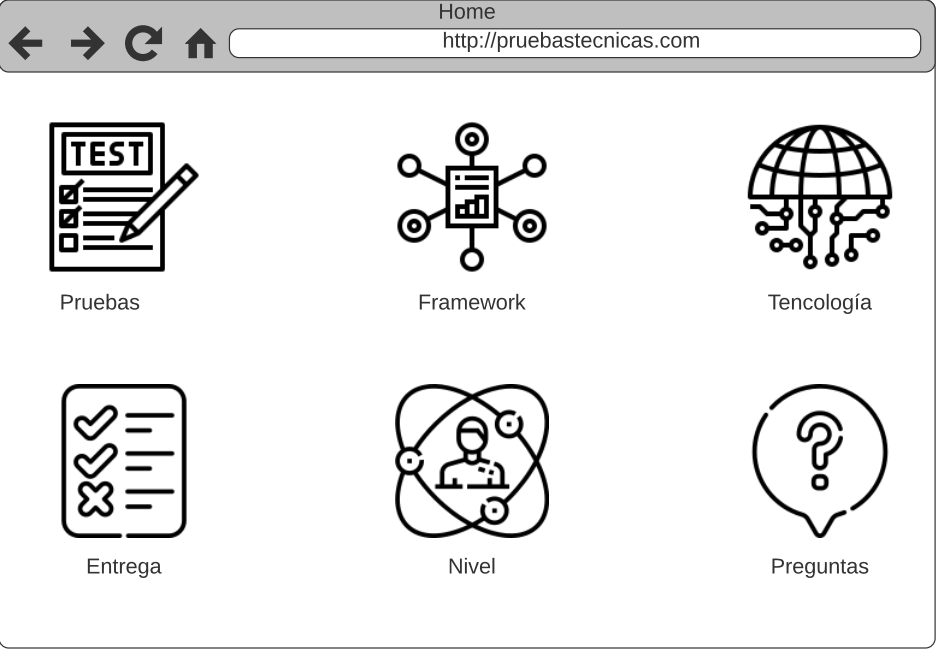 Home
http://pruebastecnicas.com
TEST
Pruebas
Framework
Tencología
Entrega
Nivel
Preguntas